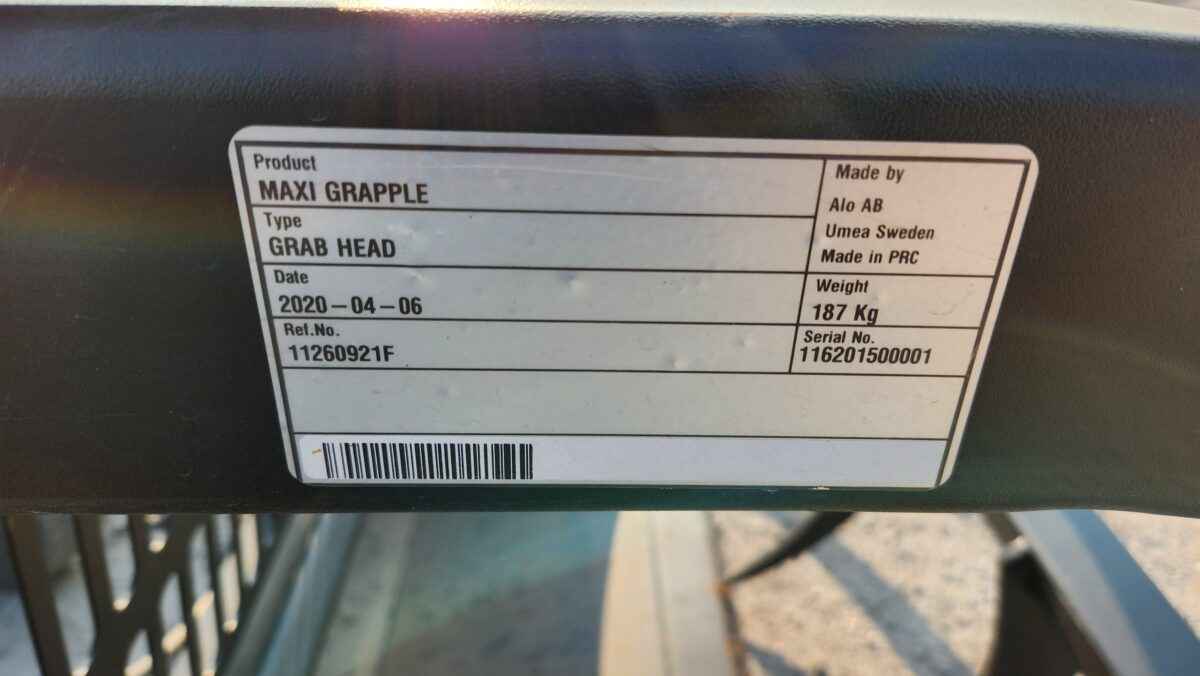 Product
MAXI GRAPPLE
Type
GRAB HEAD
Date
2020-04-06
Ref.No.
11260921F
Made by
Alo AB
Umea Sweden
Made in PRC
Weight
187 Kg
Serial No.
116201500001